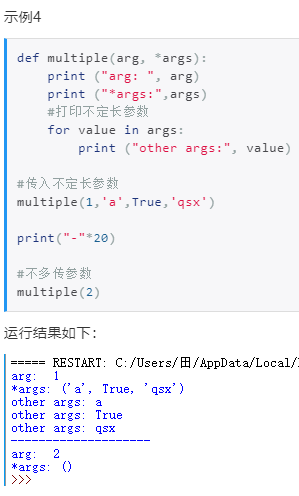 示例4
def multiple(arg, *args):
    print ("arg: ", arg)
    print ("*args:",args)
    #打印不定长参数
    for value in args:
        print ("other args:", value)
#传入不定长参数
multiple(1,'a',True,'qsx')
print("-"*20)
#不多传参数
multiple(2)
运行结果如下：
===== RESTART: C:/Users/田/AppData/Local/
arg:  1
*args: ('a', True, 'qsx')
other args: a
other args: True
other args: qsx
--------------------
arg:  2
*args: ()
>>>